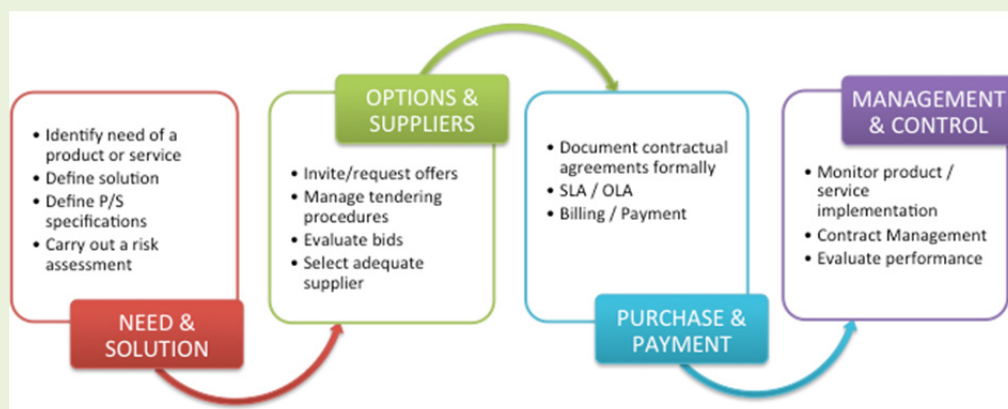 • Identify need of a
product or service
• Define solution
• Define P/S
specifications
• Carry out a risk
assessment
NEED &
SOLUTION
OPTIONS &
SUPPLIERS
• Invite/request offers
• Manage tendering
procedures
• Evaluate bids
• Select adequate
supplier
• Document contractual
agreements formally
• SLA / OLA
• Billing / Payment
PURCHASE &
PAYMENT
MANAGEMENT
& CONTROL
• Monitor product /
service
implementation
• Contract Management
• Evaluate performance